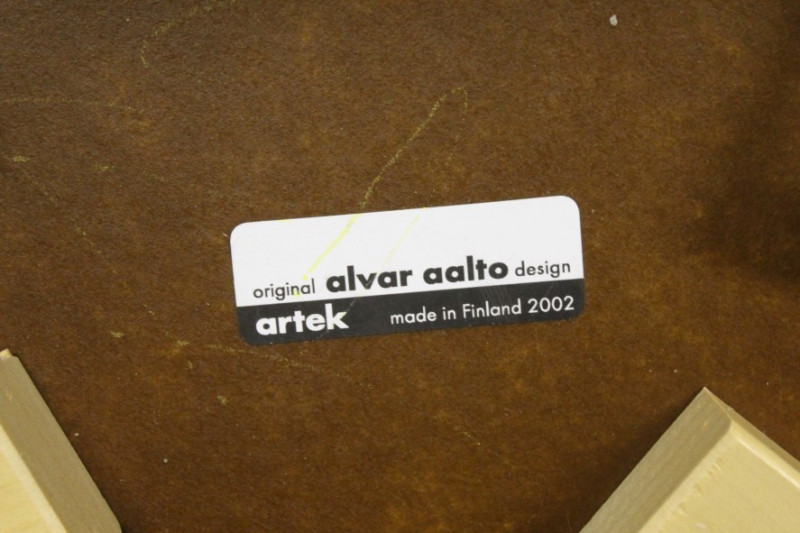 original alvar aalto design
artek made in Finland 2002